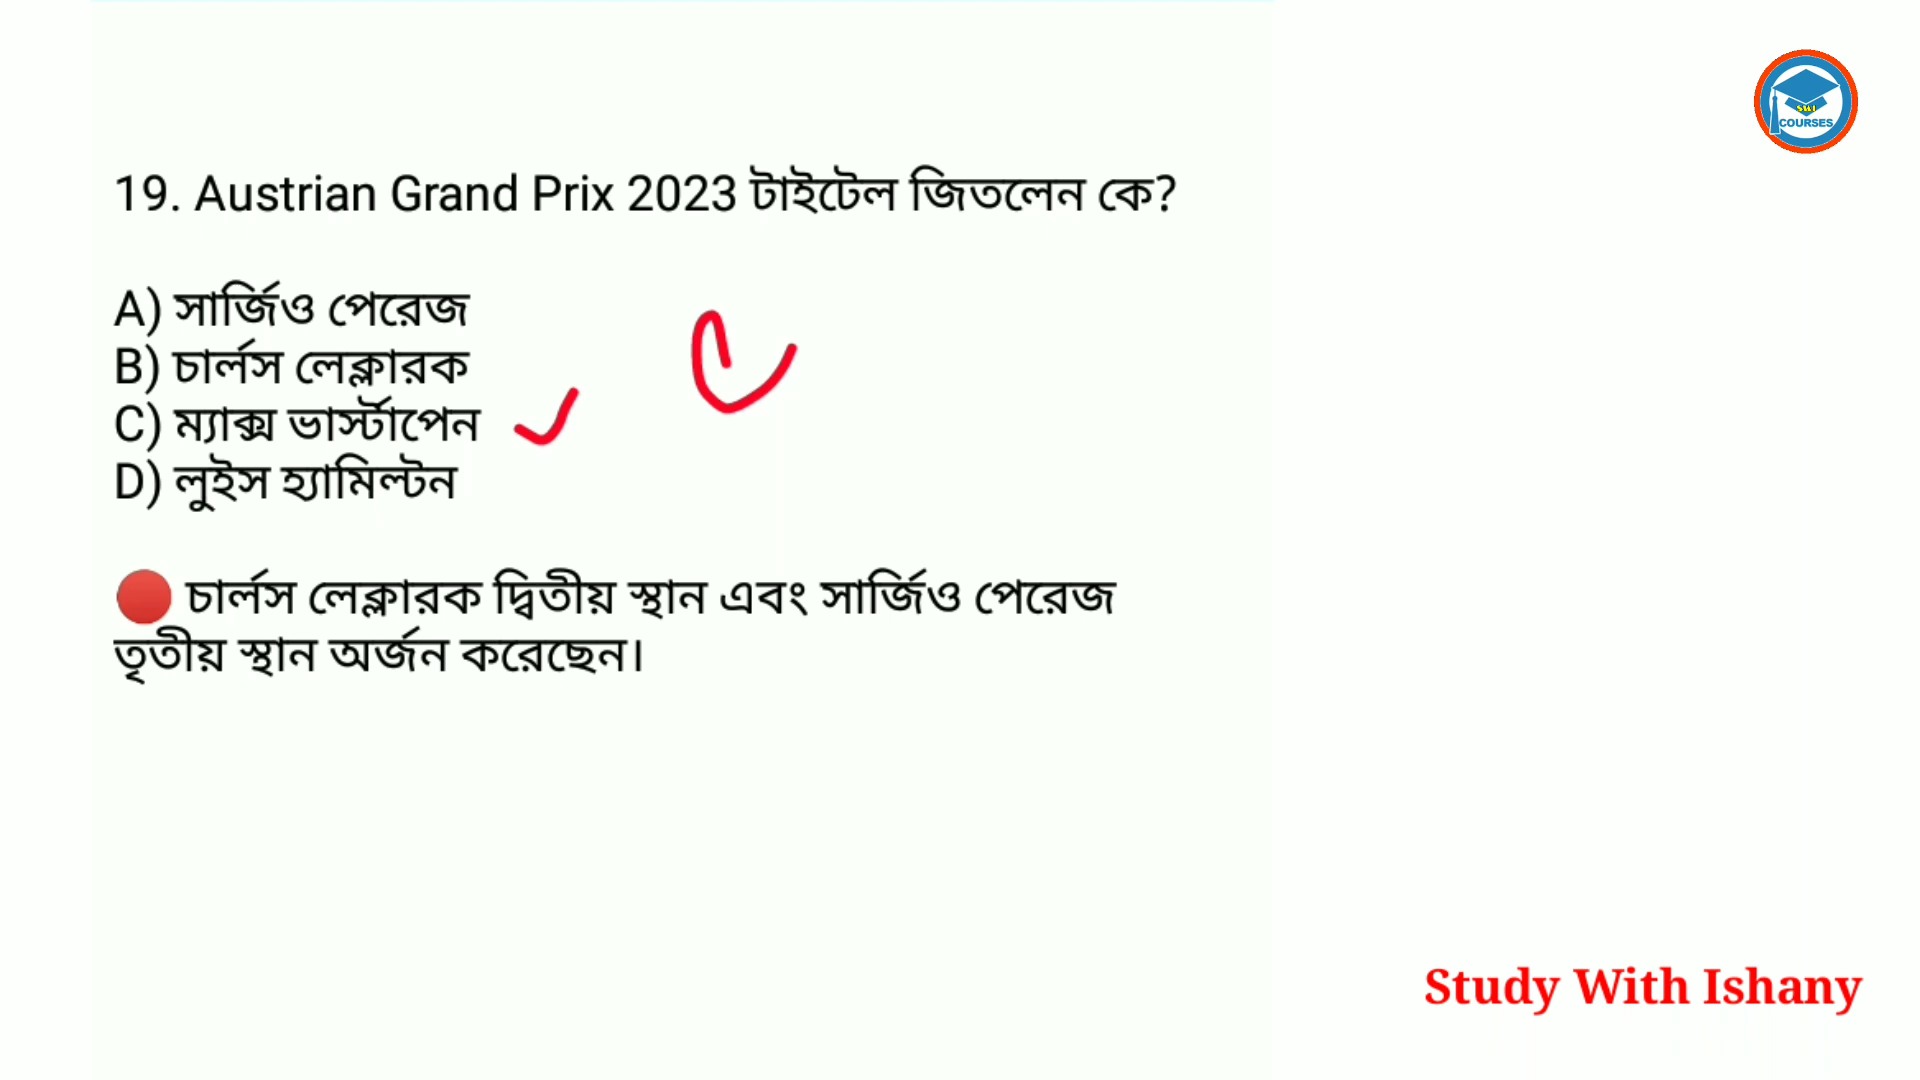 SWI
COURSES
19. Austrian Grand Prix 2023 টাইটেল জিতলেন কে?
A) সার্জিও পেরেজ
B) চার্লস লেক্লারক
C) ম্যাক্স ভার্স্টাপেন
D) লুইস হ্যামিল্টন
🔴 চার্লস লেক্লারক দ্বিতীয় স্থান এবং সার্জিও পেরেজ
তৃতীয় স্থান অর্জন করেছেন।
Study With Ishany